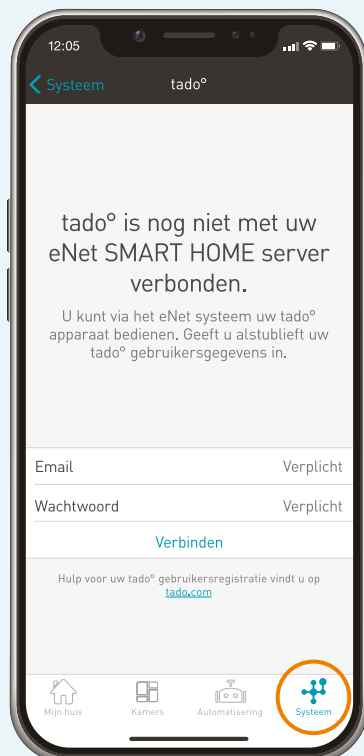 12:05
Systeem
tado°
tado° is nog niet met uw
eNet SMART HOME server
verbonden.
U kunt via het eNet systeem uw tado°
apparaat bedienen. Geeft u alstublieft uw
tado° gebruikersgegevens in.
Email Verplicht
Wachtwoord Verplicht
Verbinden
Hulp voor uw tado° gebruikersregistratie vindt u op
tado.com
Mijn huis Kamers Automatisering Systeem